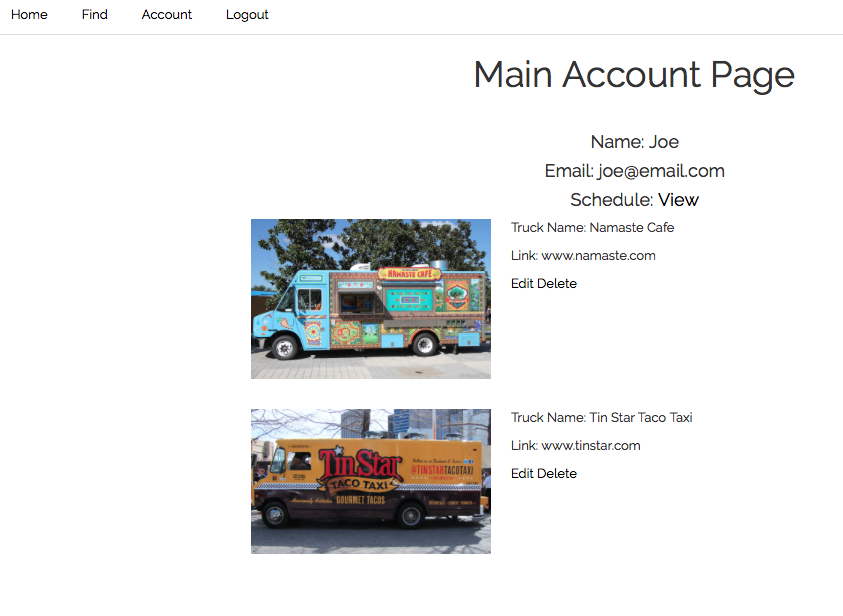 Home Find Account Logout
Main Account Page
Name: Joe
Email: joe@email.com
Schedule: View
NAMASTE CAFE
Truck Name: Namaste Cafe
Link: www.namaste.com
Edit Delete
Tin Star
TACO TAXI
GOURMET TACOS
@TINSTARTACOTAXI
Truck Name: Tin Star Taco Taxi
Link: www.tinstar.com
Edit Delete